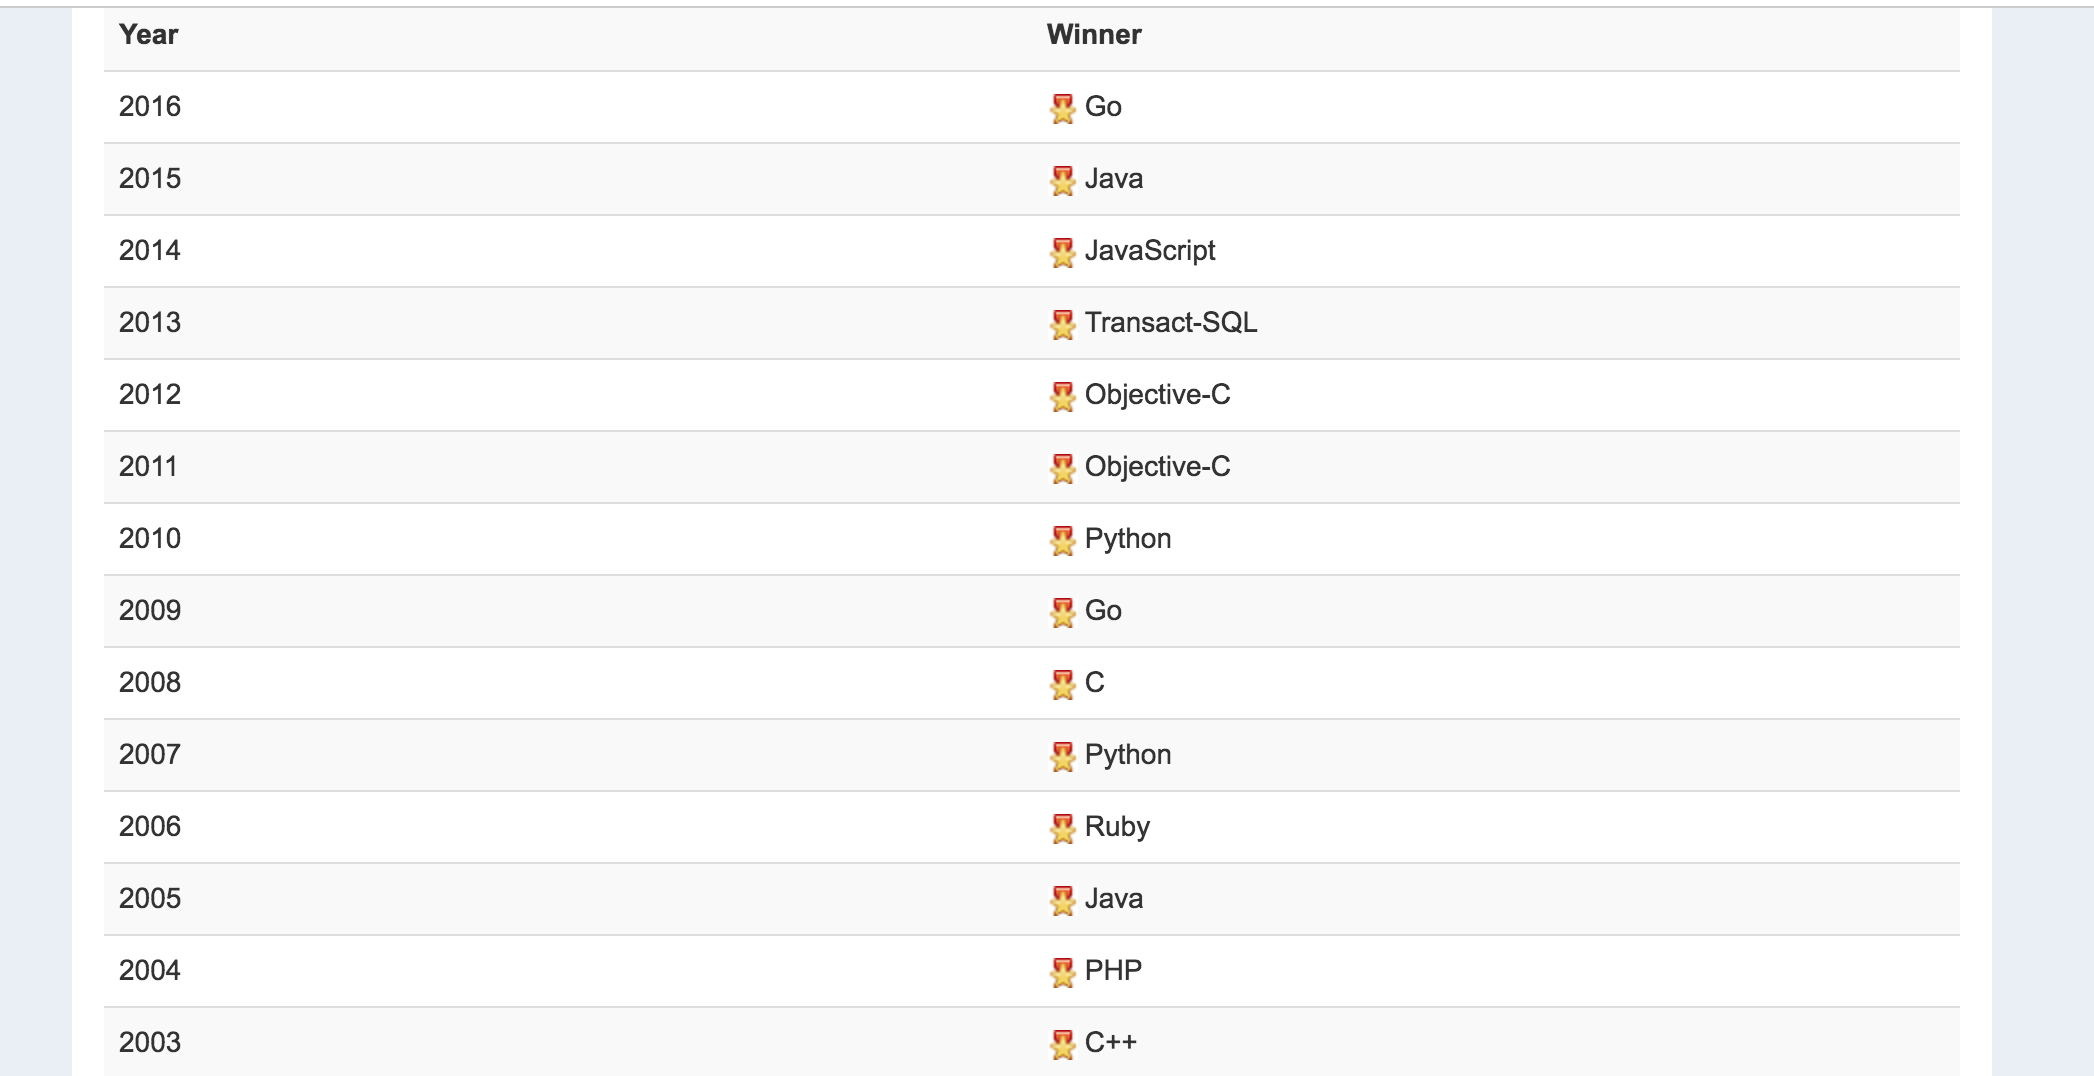 Year Winner
2016 Go
2015 Java
2014 JavaScript
2013 Transact-SQL
2012 Objective-C
2011 Objective-C
2010 Python
2009 Go
2008 C
2007 Python
2006 Ruby
2005 Java
2004 PHP
2003 C++